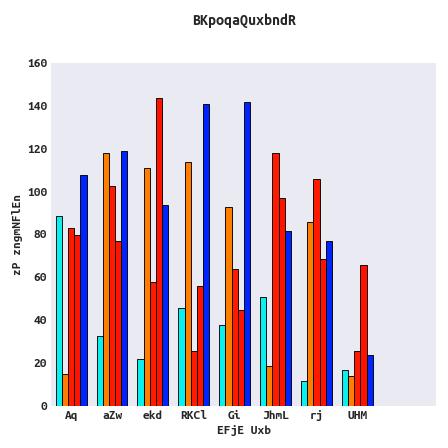 BKpoqaQuxbndR
160
140
120
100
80
60
40
20
0
zP zngmNFlEn
Aq aZw ekd RKCl Gi JhmL rj UHM
EFjE Uxb